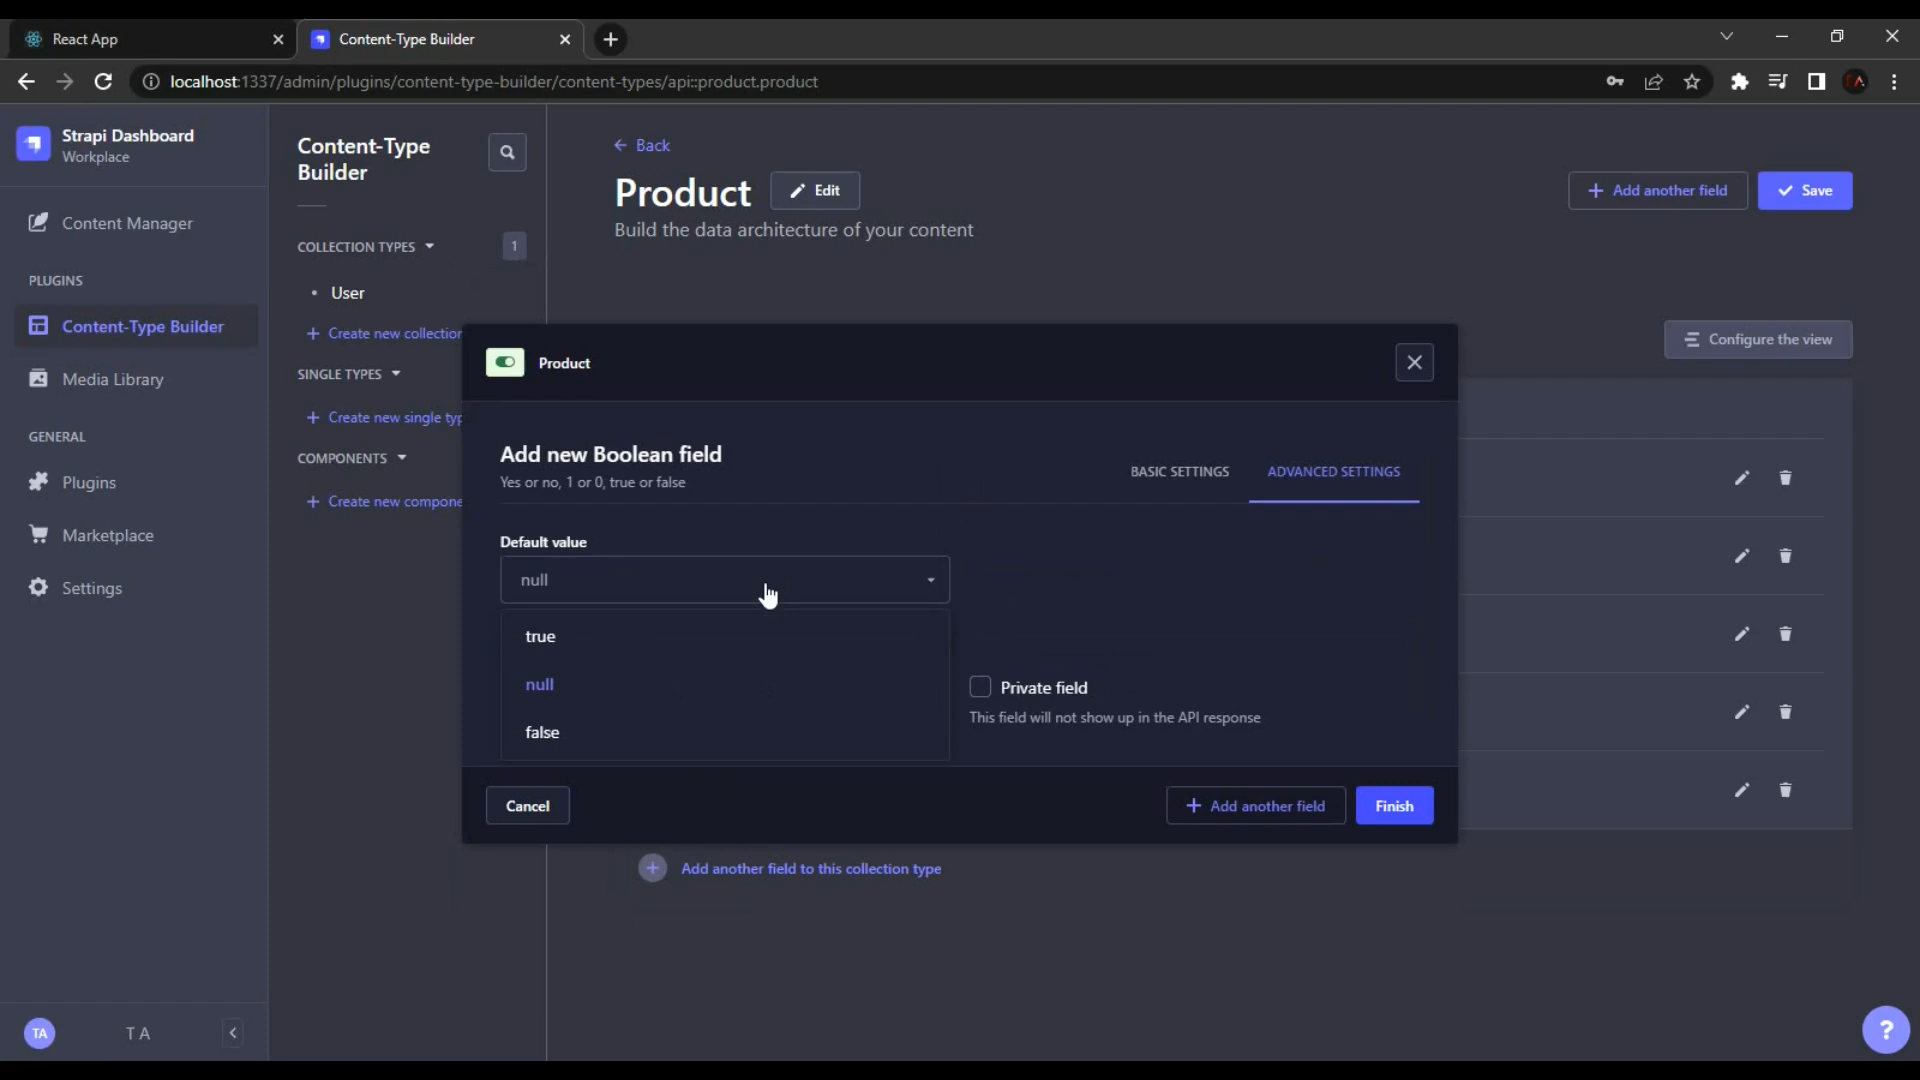 React App
Content-Type Builder
localhost:1337/admin/plugins/content-type-builder/content-types/api::product.product
TA
Strapi Dashboard
Workplace
Content Manager
PLUGINS
Content-Type Builder
Media Library
GENERAL
Plugins
Marketplace
Settings
TA
T A
Content-Type
Builder
COLLECTION TYPES
1
User
Create new collection
SINGLE TYPES
Create new single typ
COMPONENTS
Create new compone
Back
Product
Edit
Build the data architecture of your content
Add another field
Save
Configure the view
Product
Add new Boolean field
Yes or no, 1 or 0, true or false
BASIC SETTINGS
ADVANCED SETTINGS
Default value
null
true
null
false
Private field
This field will not show up in the API response
Cancel
Add another field
Finish
Add another field to this collection type
?